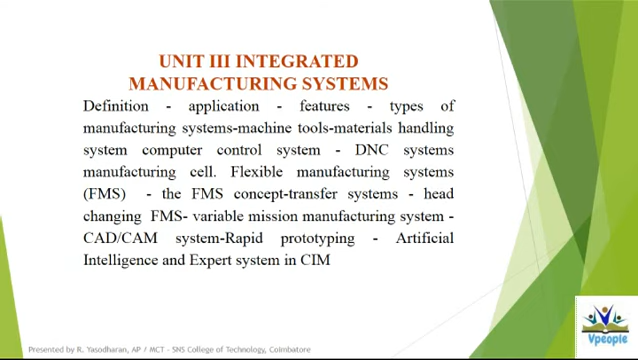 UNIT III INTEGRATED
MANUFACTURING SYSTEMS
Definition - application - features - types of
manufacturing systems-machine tools-materials handling
system computer control system - DNC systems
manufacturing cell. Flexible manufacturing systems
(FMS) - the FMS concept-transfer systems - head
changing FMS- variable mission manufacturing system -
CAD/CAM system-Rapid prototyping - Artificial
Intelligence and Expert system in CIM
Presented by R. Yasodharan, AP / MCT - SNS College of Technology, Coimbatore
Vpeople